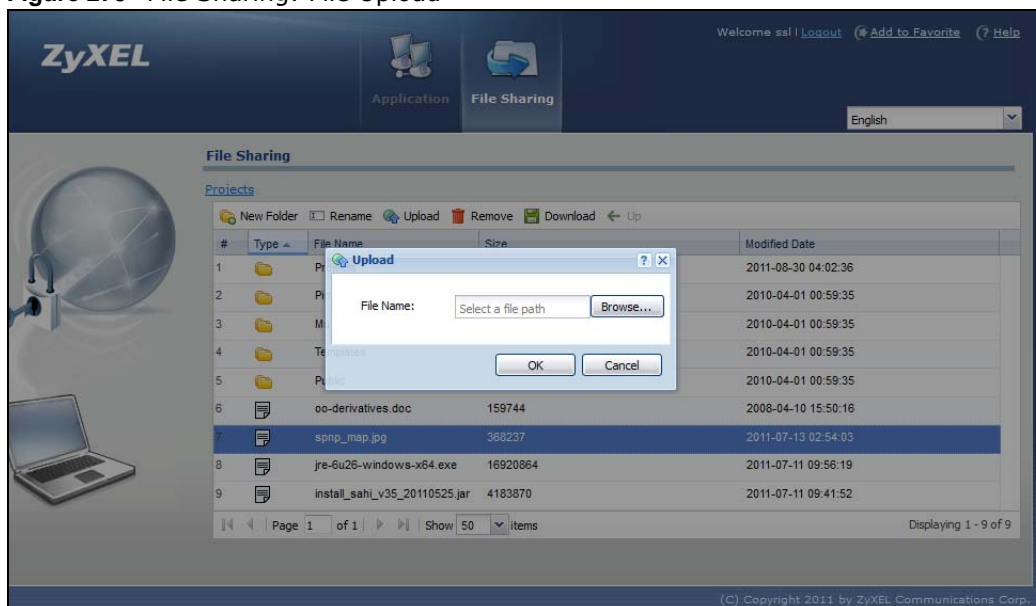 Figure 273 File Sharing: File Upload
ZyXEL
Welcome ssl | Logout Add to Favorite ? Help
Application File Sharing
English
File Sharing
Projects
New Folder Rename Upload Remove Download Up
# Type File Name Size Modified Date
Upload ? X
File Name: Select a file path Browse...
OK Cancel
1 2011-08-30 04:02:36
2 2010-04-01 00:59:35
3 2010-04-01 00:59:35
4 Templates 2010-04-01 00:59:35
5 2010-04-01 00:59:35
6 oo-derivatives.doc 159744 2008-04-10 15:50:16
7 spnp_map.jpg 368237 2011-07-13 02:54:03
8 jre-6u26-windows-x64.exe 16920864 2011-07-11 09:56:19
9 install_sahi_v35_20110525.jar 4183870 2011-07-11 09:41:52
Page 1 of 1 Show 50 items Displaying 1 - 9 of 9
(C) Copyright 2011 by ZyXEL Communications Corp.